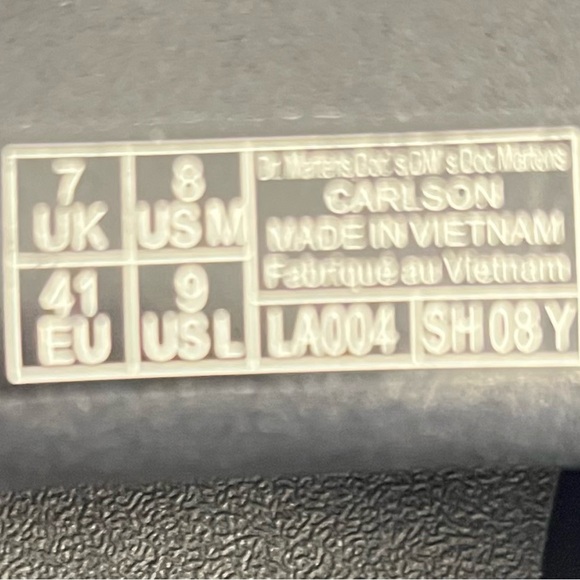 7 UK
8 US M
41 EU
9 US L
Dr. Martens Doc's DM's Doc Martens
CARLSON
MADE IN VIETNAM
Fabriqué au Vietnam
LA004
SH 08 Y